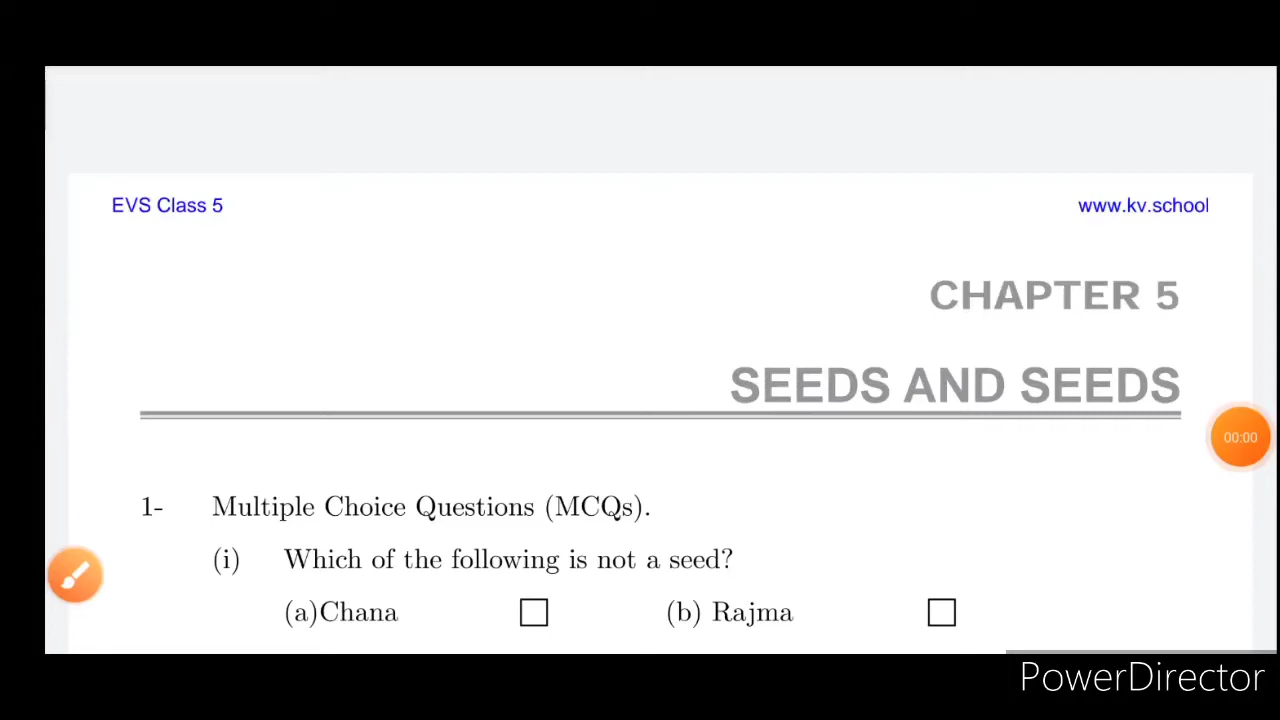 EVS Class 5 www.kv.school
CHAPTER 5
SEEDS AND SEEDS
00:00
1- Multiple Choice Questions (MCQs).
(i) Which of the following is not a seed?
(a)Chana (b) Rajma
PowerDirector